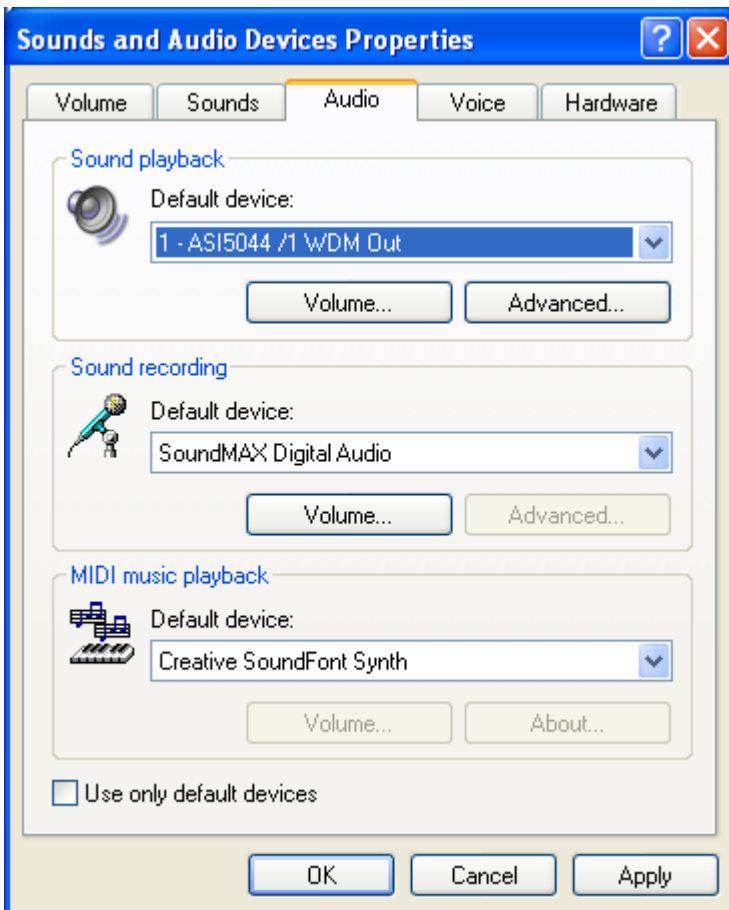 Sounds and Audio Devices Properties
Volume Sounds Audio Voice Hardware
Sound playback
Default device:
1 - ASI5044 /1 WDM Out
Volume... Advanced...
Sound recording
Default device:
SoundMAX Digital Audio
Volume... Advanced...
MIDI music playback
Default device:
Creative SoundFont Synth
Volume... About...
Use only default devices
OK Cancel Apply